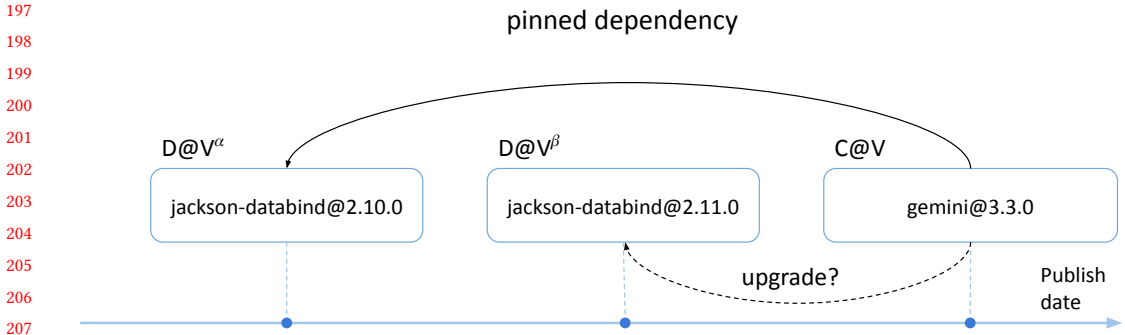 197
pinned dependency
198
199
200
201
D@V^α D@V^β C@V
202
203
jackson-databind@2.10.0 jackson-databind@2.11.0 gemini@3.3.0
204
205
upgrade? Publish
206
date
207